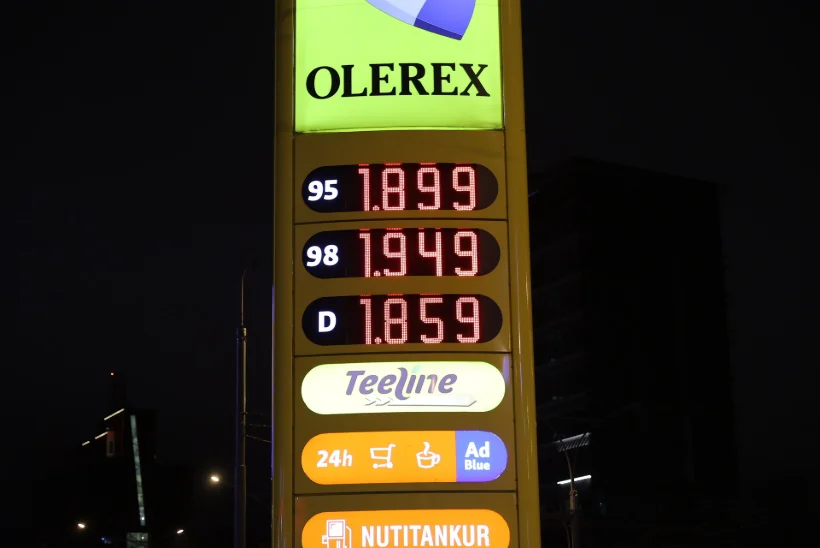 OLEREX
95 1.899
98 1.949
D 1.859
Teeline
24h Ad
Blue
NUTITANKUR